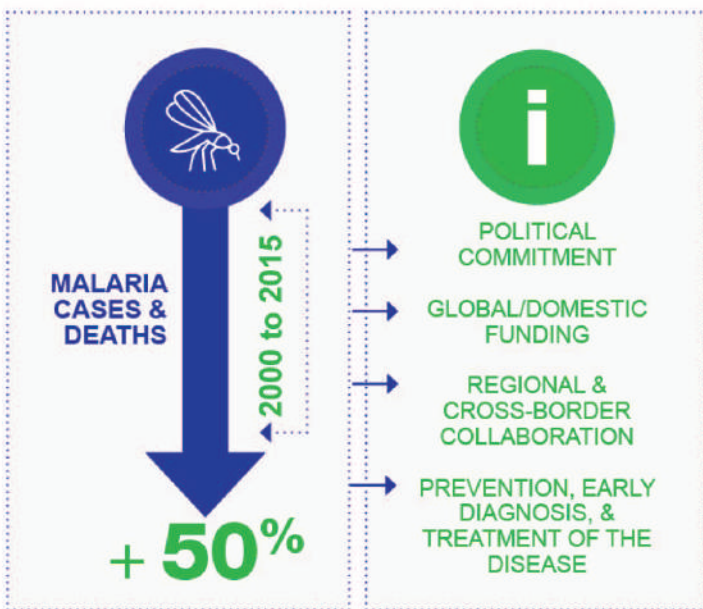 MALARIA
CASES &
DEATHS
2000 to 2015
+ 50%
i
POLITICAL
COMMITMENT
GLOBAL/DOMESTIC
FUNDING
REGIONAL &
CROSS-BORDER
COLLABORATION
PREVENTION, EARLY
DIAGNOSIS, &
TREATMENT OF THE
DISEASE